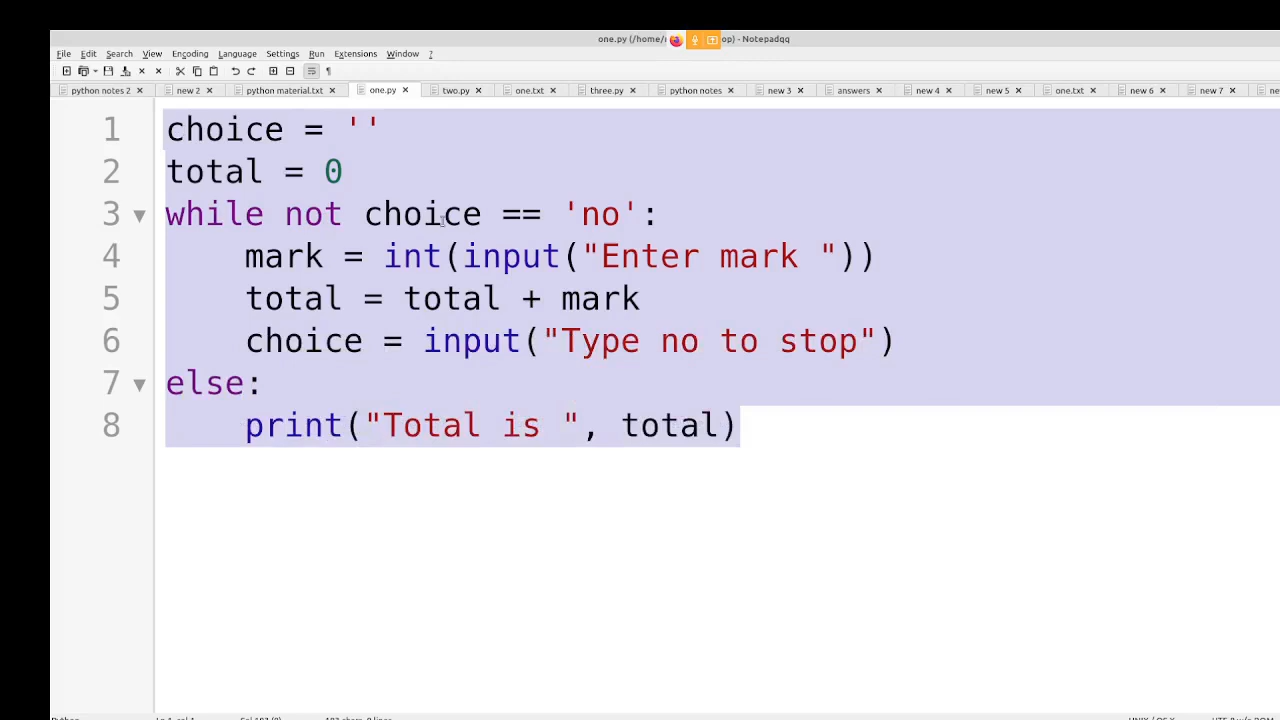 one.py (/home/ op) - Notepadqq
File Edit Search View Encoding Language Settings Run Extensions Window ?
python notes 2 new 2 python material.txt one.py two.py one.txt three.py python notes new 3 answers new 4 new 5 one.txt new 6 new 7
1 choice = ''
2 total = 0
3 while not choice == 'no':
4 mark = int(input("Enter mark "))
5 total = total + mark
6 choice = input("Type no to stop")
7 else:
8 print("Total is ", total)